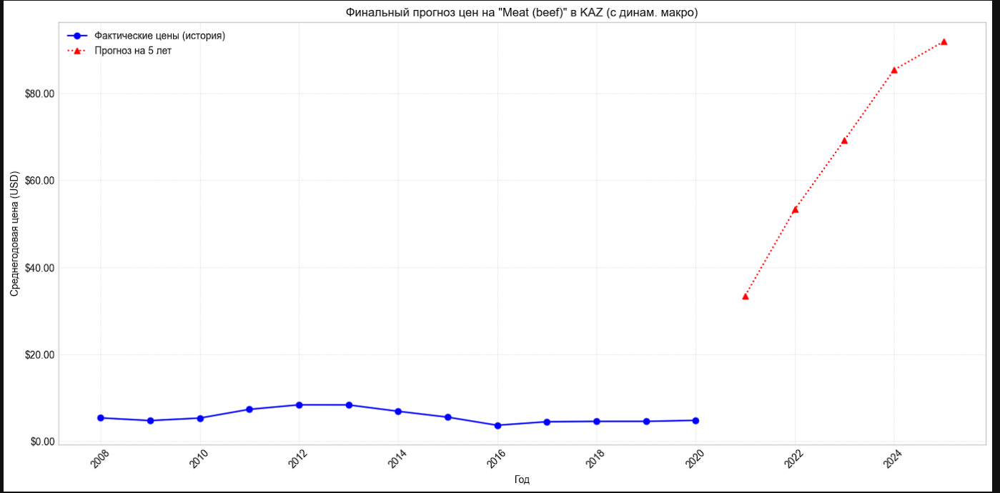 Финальный прогноз цен на "Meat (beef)" в KAZ (с динам. макро)
Фактические цены (история)
Прогноз на 5 лет
Среднегодовая цена (USD)
$80.00
$60.00
$40.00
$20.00
$0.00
2008
2010
2012
2014
2016
2018
2020
2022
2024
Год